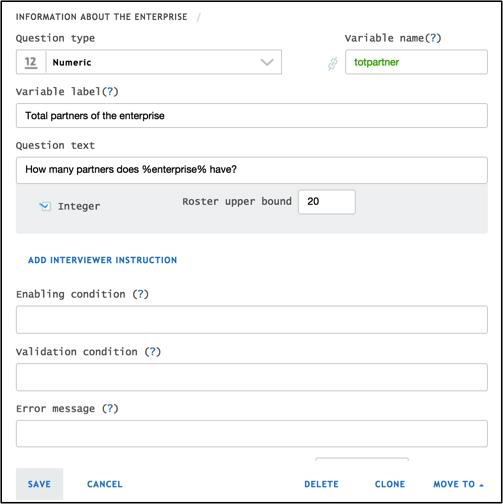 INFORMATION ABOUT THE ENTERPRISE /
Question type
Variable name(?)
12 Numeric
totpartner
Variable label(?)
Total partners of the enterprise
Question text
How many partners does %enterprise% have?
Integer
Roster upper bound 20
ADD INTERVIEWER INSTRUCTION
Enabling condition (?)
Validation condition (?)
Error message (?)
SAVE CANCEL DELETE CLONE MOVE TO